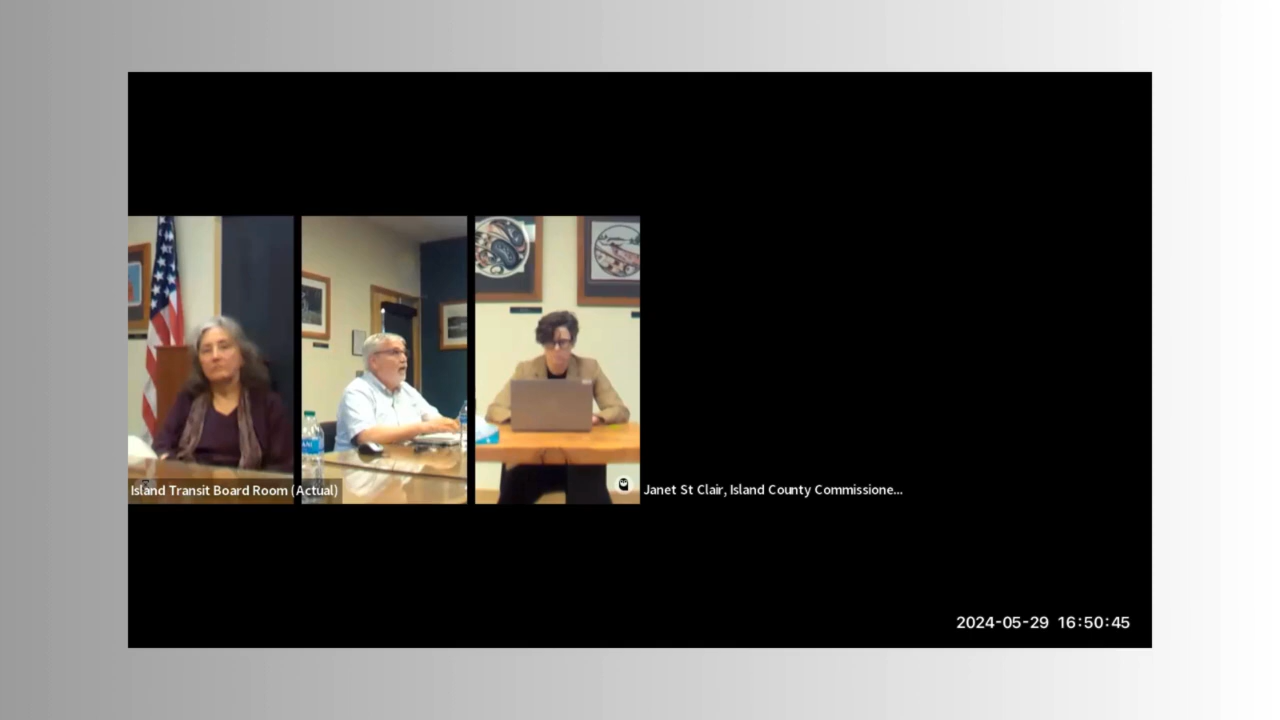 Island Transit Board Room (Actual)
Janet St Clair, Island County Commissione...
2024-05-29 16:50:45